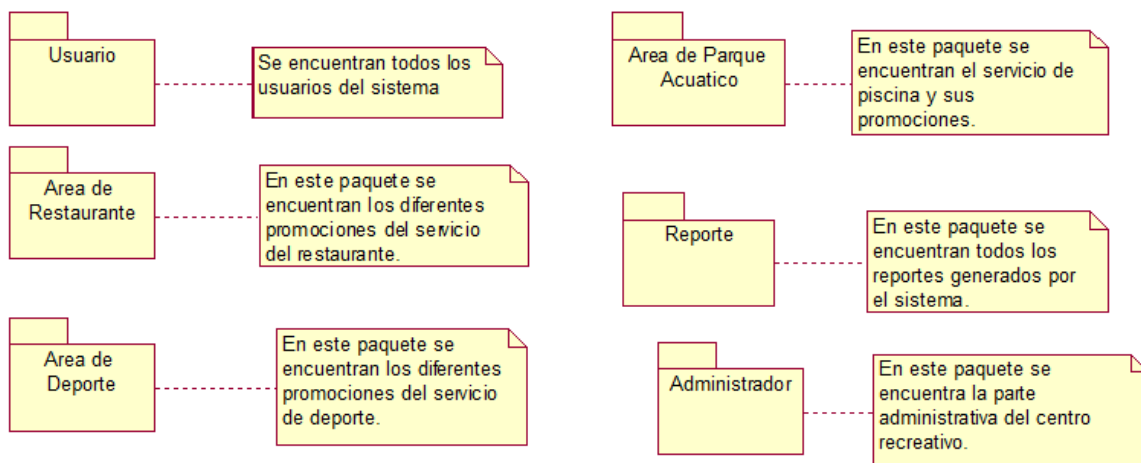 Usuario
Se encuentran todos los
usuarios del sistema
Area de
Restaurante
En este paquete se
encuentran los diferentes
promociones del servicio
del restaurante.
Area de
Deporte
En este paquete se
encuentran los diferentes
promociones del servicio
de deporte.
Area de Parque
Acuatico
En este paquete se
encuentran el servicio de
piscina y sus
promociones.
Reporte
En este paquete se
encuentran todos los
reportes generados por
el sistema.
Administrador
En este paquete se
encuentra la parte
administrativa del centro
recreativo.